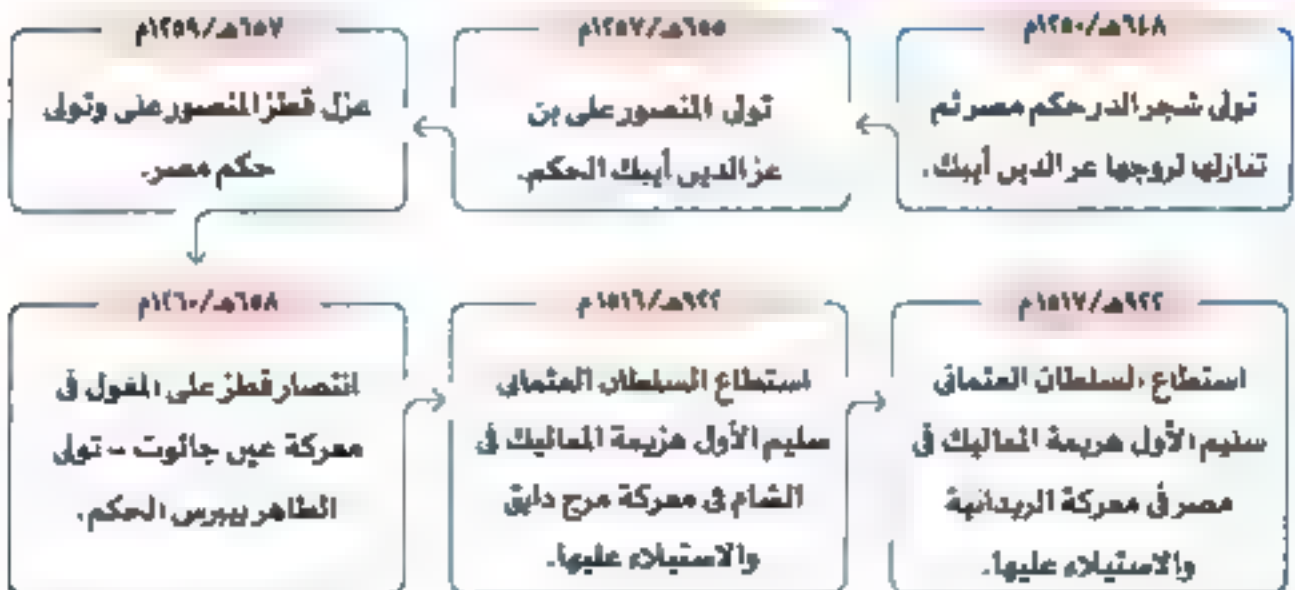 ٦٤٨هـ/١٢٥٠م
تولى شجر الدر حكم مصر ثم
تنازلها لزوجها عز الدين أيبك.
٦٥٥هـ/١٢٥٧م
تولى المنصور على بن
عز الدين أيبك الحكم.
٦٥٧هـ/١٢٥٩م
عزل قطز المنصور على وتولى
حكم مصر.
٦٥٨هـ/١٢٦٠م
انتصار قطز على المغول فى
معركة عين جالوت - تولى
الظاهر بيبرس الحكم.
٩٢٢هـ/١٥١٦م
استطاع السلطان العثمانى
سليم الأول هزيمة المماليك فى
الشام فى معركة مرج دابق
والاستيلاء عليها.
٩٢٢هـ/١٥١٧م
استطاع السلطان العثمانى
سليم الأول هزيمة المماليك فى
مصر فى معركة الريدانية
والاستيلاء عليها.